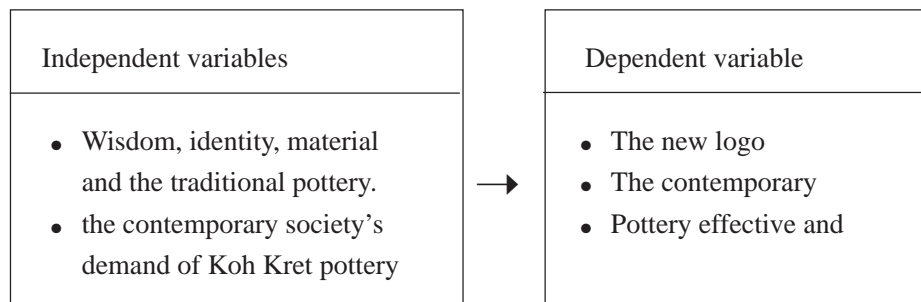 Independent variables
• Wisdom, identity, material
and the traditional pottery.
• the contemporary society's
demand of Koh Kret pottery
Dependent variable
• The new logo
• The contemporary
• Pottery effective and